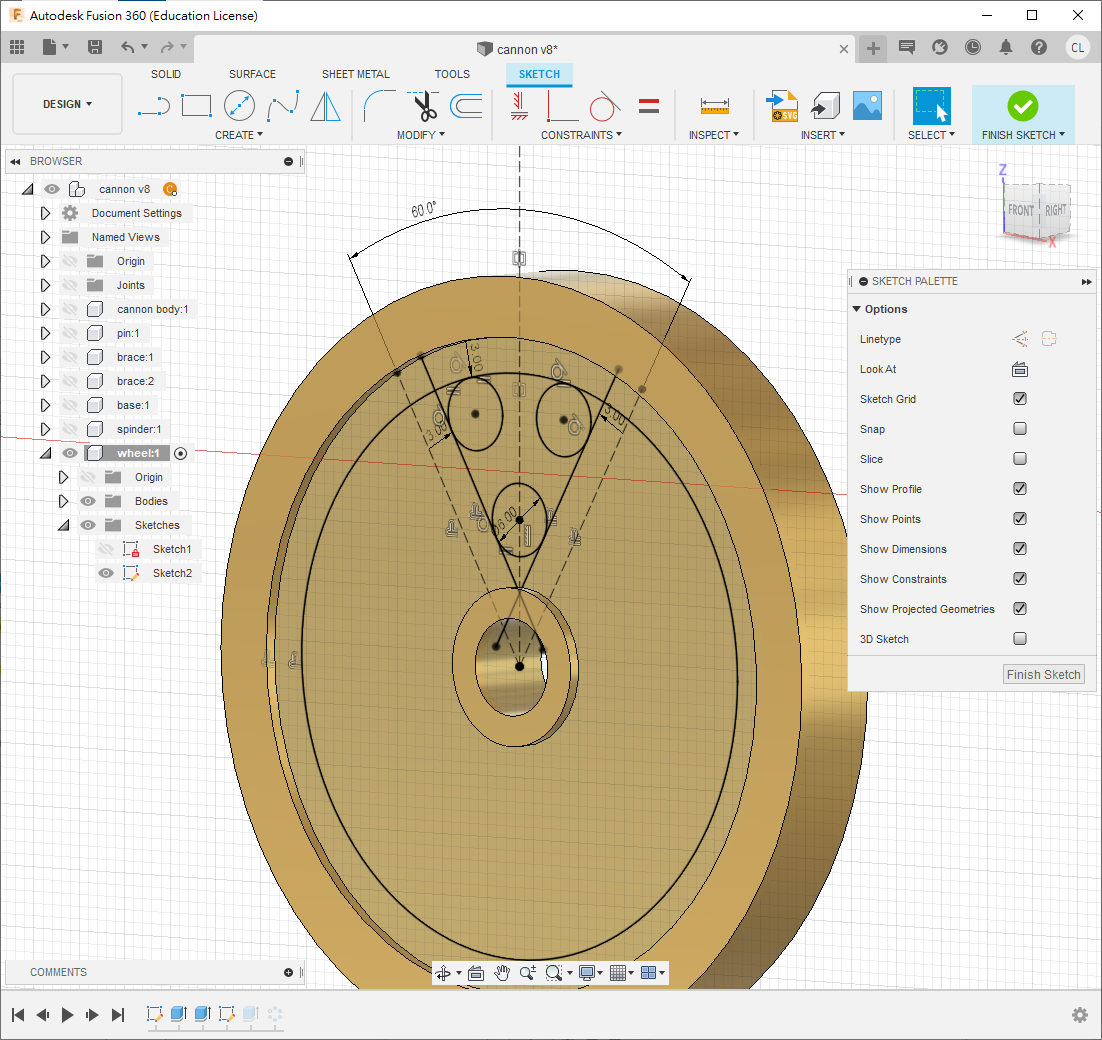 Autodesk Fusion 360 (Education License)
cannon v8*
CL
SOLID SURFACE SHEET METAL TOOLS SKETCH
DESIGN
CREATE MODIFY CONSTRAINTS INSPECT INSERT SELECT FINISH SKETCH
SVG
BROWSER
cannon v8
Document Settings
Named Views
Origin
Joints
cannon body:1
pin:1
brace:1
brace:2
base:1
spinder:1
wheel:1
Origin
Bodies
Sketches
Sketch1
Sketch2
60.0°
3.00
3.00
3.00
Z
FRONT RIGHT
X
SKETCH PALETTE
Options
Linetype
Look At
Sketch Grid
Snap
Slice
Show Profile
Show Points
Show Dimensions
Show Constraints
Show Projected Geometries
3D Sketch
Finish Sketch
COMMENTS